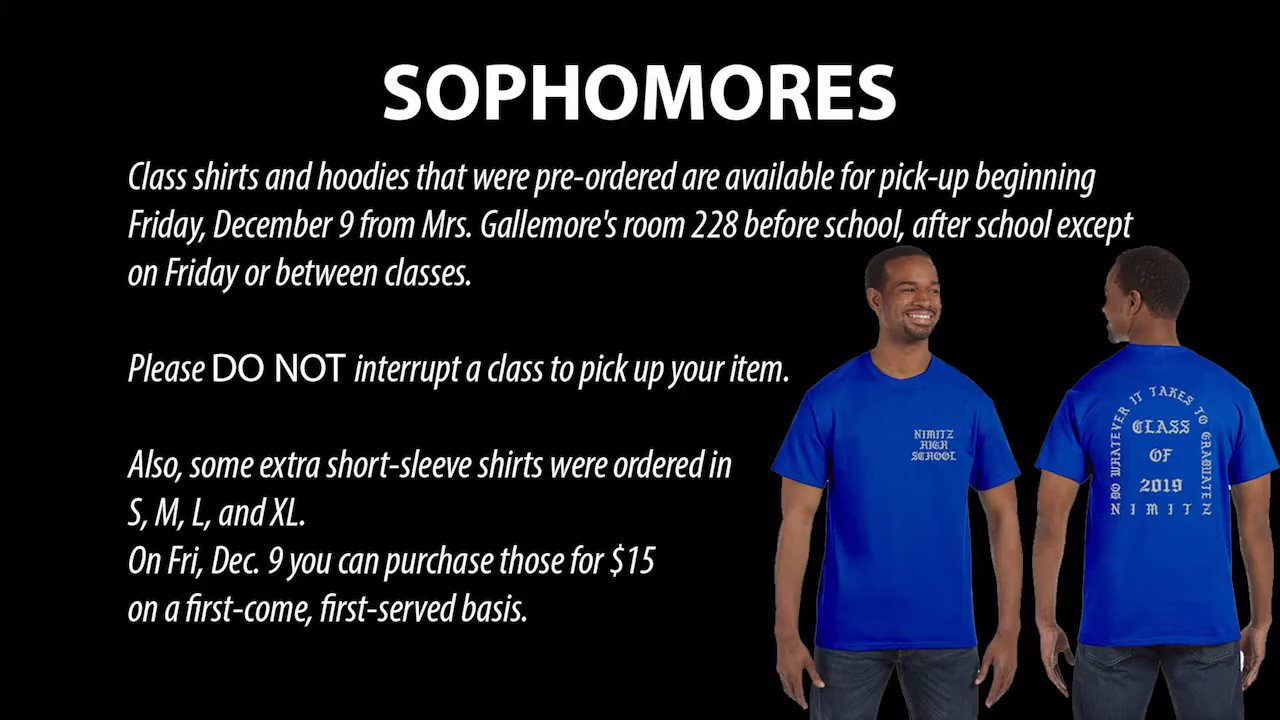 SOPHOMORES
Class shirts and hoodies that were pre-ordered are available for pick-up beginning
Friday, December 9 from Mrs. Gallemore's room 228 before school, after school except
on Friday or between classes.
Please DO NOT interrupt a class to pick up your item.
Also, some extra short-sleeve shirts were ordered in
S, M, L, and XL.
On Fri, Dec. 9 you can purchase those for $15
on a first-come, first-served basis.
NIMITZ
HIGH
SCHOOL
DO WHATEVER IT TAKES TO GRADUATE
CLASS
OF
2019
N I M I T Z